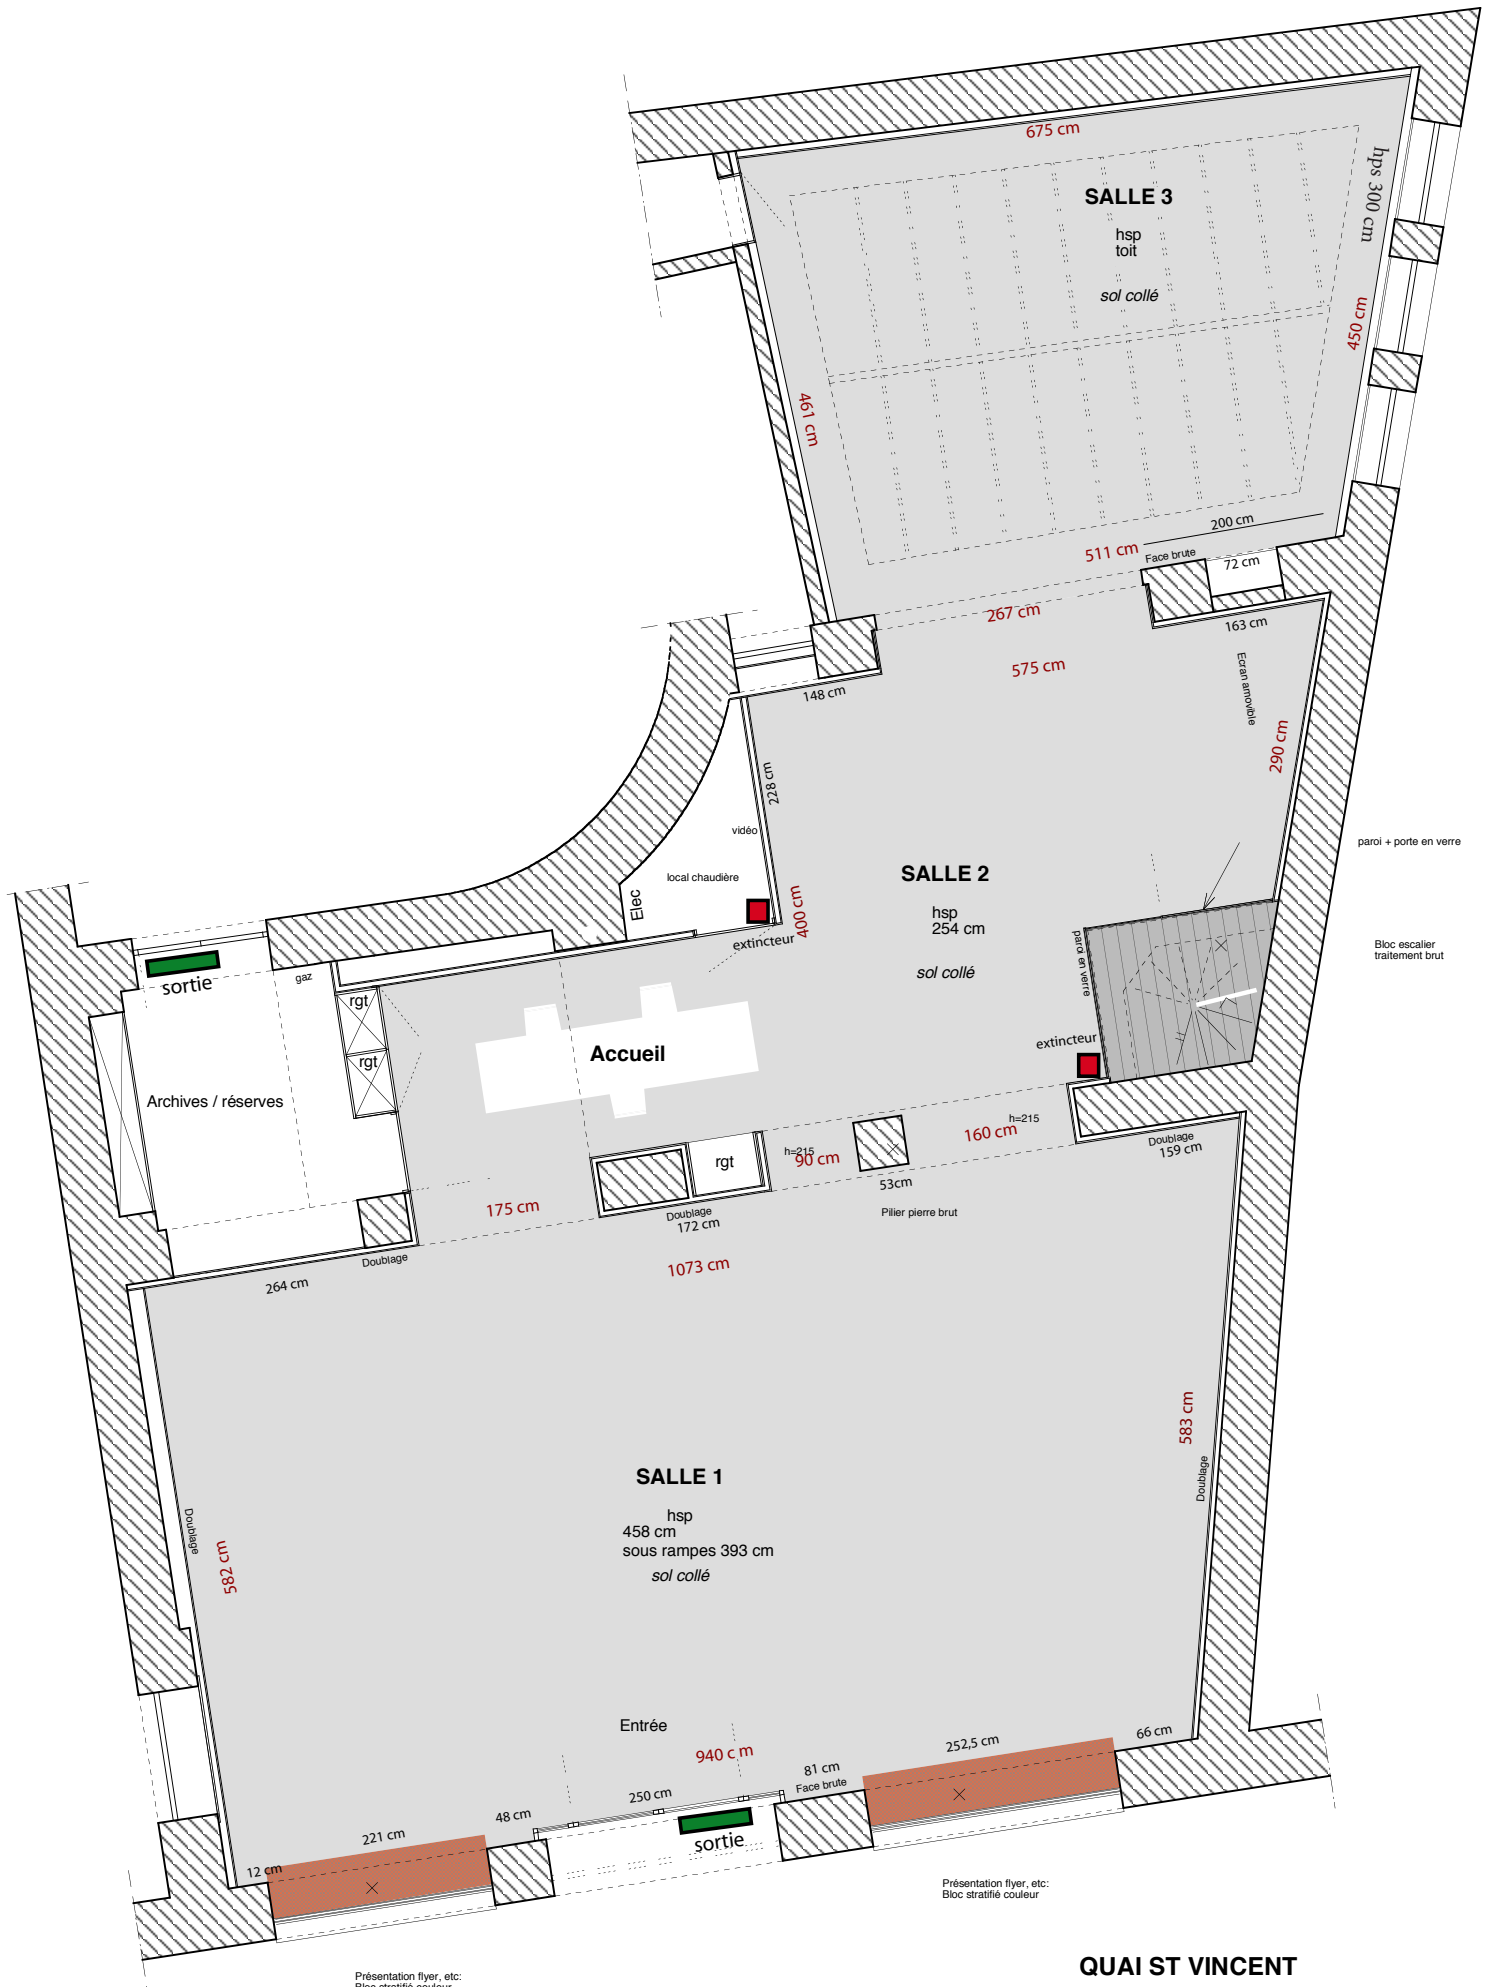 675 cm
hps 300 cm
SALLE 3
hsp
toit
sol collé
450 cm
461 cm
200 cm
511 cm
Face brute
72 cm
267 cm
163 cm
575 cm
Ecran amovible
148 cm
290 cm
228 cm
vidéo
paroi + porte en verre
local chaudière
SALLE 2
Elec
400 cm
hsp
254 cm
extincteur
sol collé
paroi en verre
Bloc escalier
traitement brut
sortie
gaz
rgt
rgt
Accueil
extincteur
Archives / réserves
h=215
160 cm
h=215
90 cm
Doublage
159 cm
rgt
53cm
175 cm
Doublage
172 cm
Pilier pierre brut
Doublage
264 cm
1073 cm
583 cm
SALLE 1
Doublage
hsp
458 cm
sous rampes 393 cm
sol collé
Doublage
582 cm
Entrée
940 c m
66 cm
252,5 cm
81 cm
Face brute
250 cm
48 cm
sortie
221 cm
12 cm
Présentation flyer, etc:
Bloc stratifié couleur
QUAI ST VINCENT
Présentation flyer, etc:
Bloc stratifié couleur